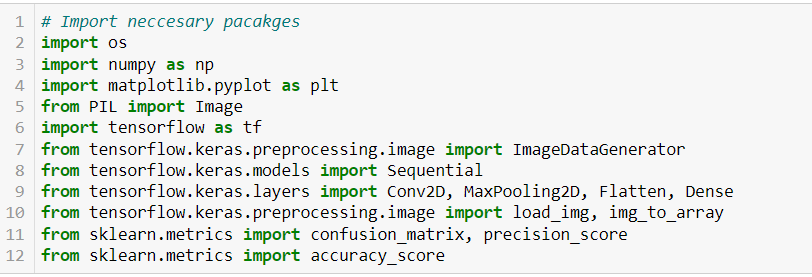 1 # Import neccesary pacakges
2 import os
3 import numpy as np
4 import matplotlib.pyplot as plt
5 from PIL import Image
6 import tensorflow as tf
7 from tensorflow.keras.preprocessing.image import ImageDataGenerator
8 from tensorflow.keras.models import Sequential
9 from tensorflow.keras.layers import Conv2D, MaxPooling2D, Flatten, Dense
10 from tensorflow.keras.preprocessing.image import load_img, img_to_array
11 from sklearn.metrics import confusion_matrix, precision_score
12 from sklearn.metrics import accuracy_score